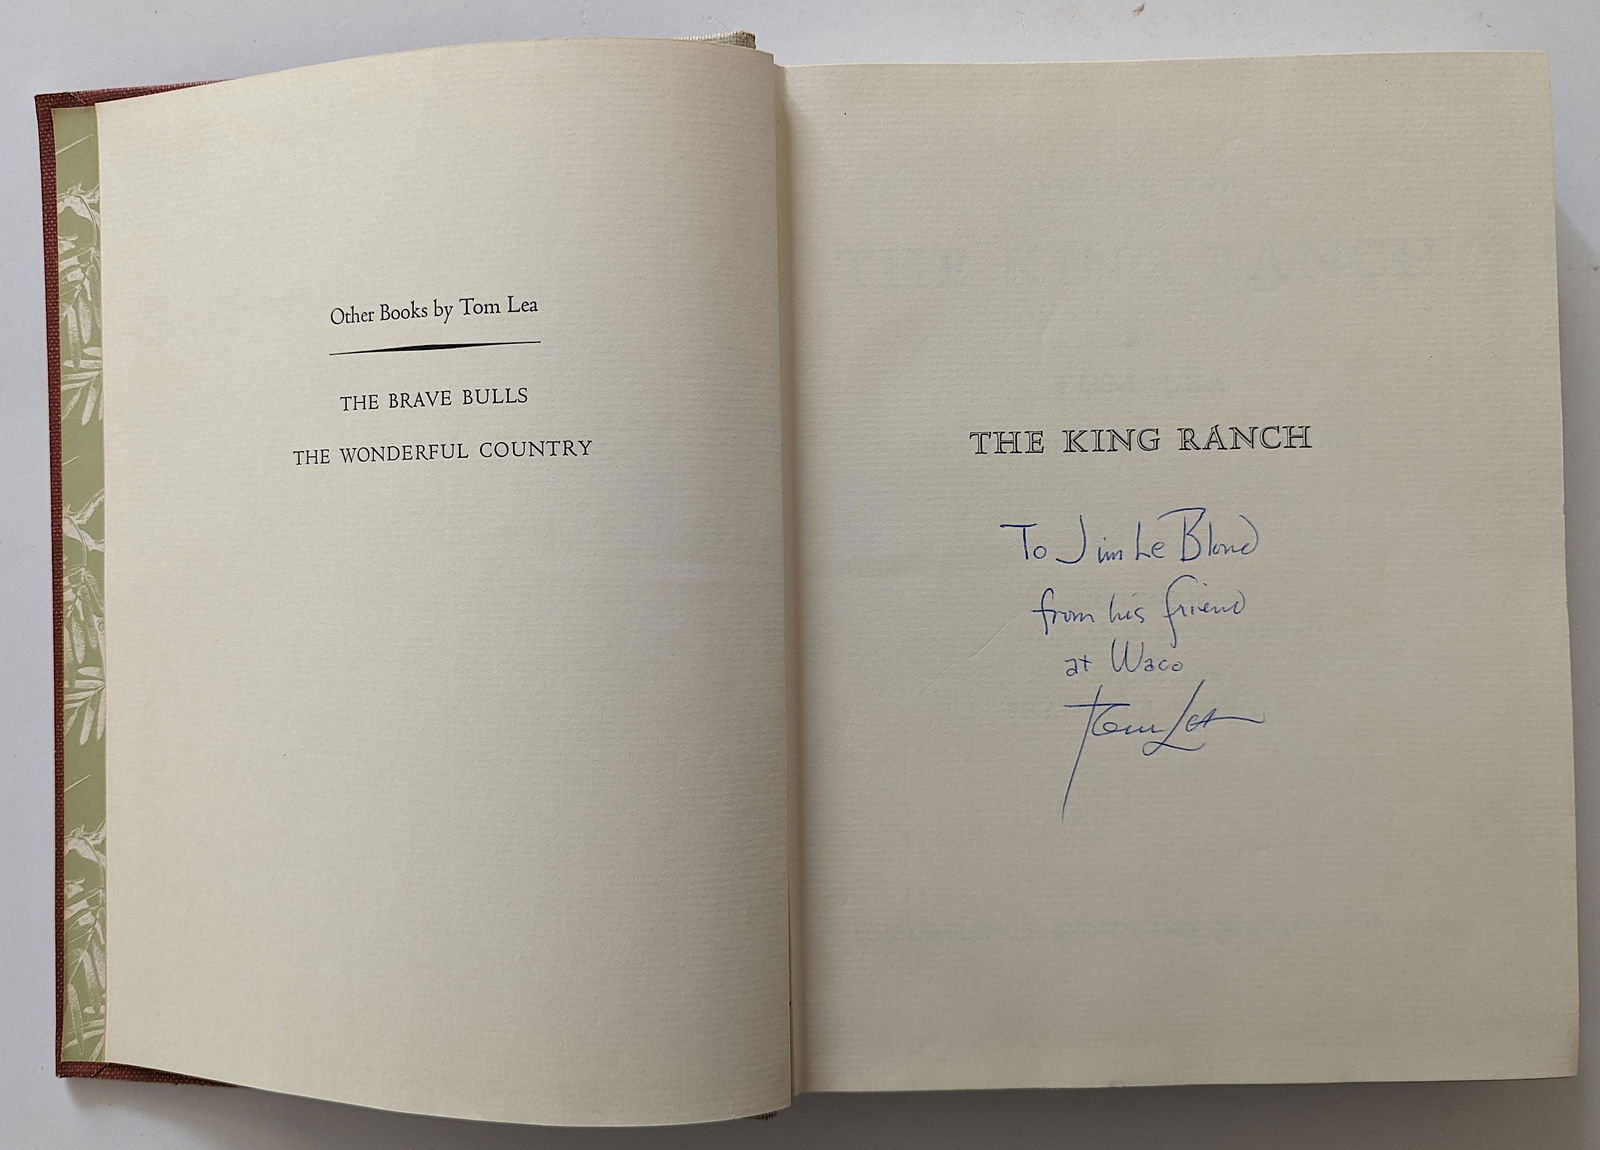 Other Books by Tom Lea
THE BRAVE BULLS
THE WONDERFUL COUNTRY
THE KING RANCH
To Jim Le Blond
from his friend
at Waco
Tom Lea